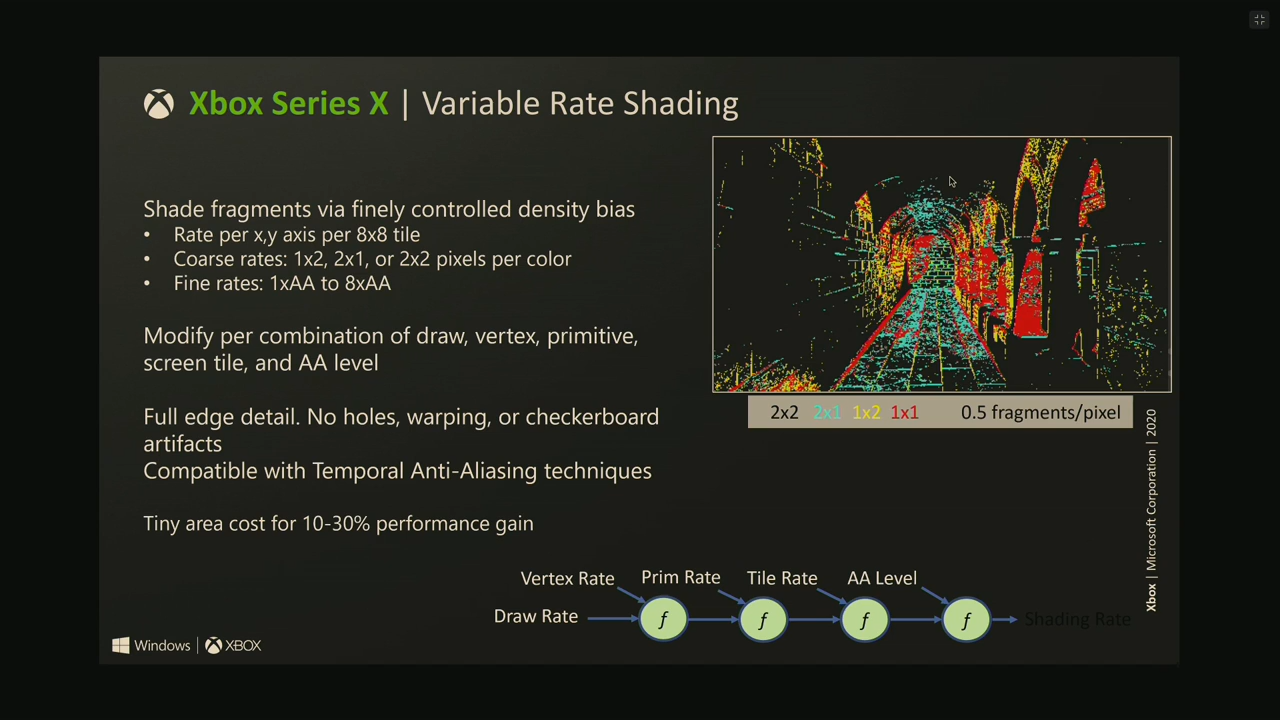 Xbox Series X | Variable Rate Shading
Shade fragments via finely controlled density bias
• Rate per x,y axis per 8x8 tile
• Coarse rates: 1x2, 2x1, or 2x2 pixels per color
• Fine rates: 1xAA to 8xAA
Modify per combination of draw, vertex, primitive,
screen tile, and AA level
Full edge detail. No holes, warping, or checkerboard
artifacts
Compatible with Temporal Anti-Aliasing techniques
Tiny area cost for 10-30% performance gain
2x2 2x1 1x2 1x1 0.5 fragments/pixel
Xbox | Microsoft Corporation | 2020
Vertex Rate Prim Rate Tile Rate AA Level
Draw Rate f f f f Shading Rate
Windows | XBOX